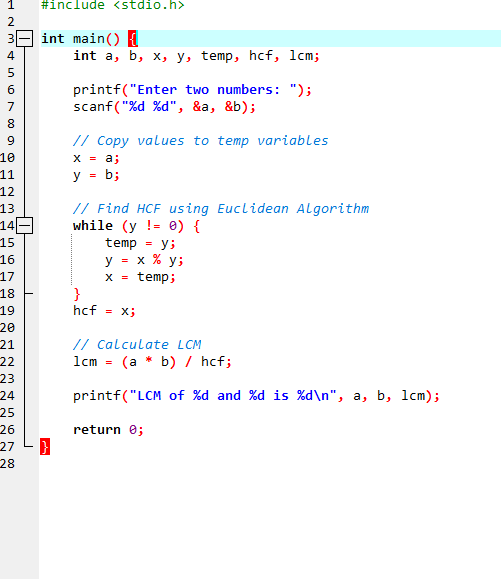 1 #include <stdio.h>
2
3 int main() {
4     int a, b, x, y, temp, hcf, lcm;
5
6     printf("Enter two numbers: ");
7     scanf("%d %d", &a, &b);
8
9     // Copy values to temp variables
10     x = a;
11     y = b;
12
13     // Find HCF using Euclidean Algorithm
14     while (y != 0) {
15         temp = y;
16         y = x % y;
17         x = temp;
18     }
19     hcf = x;
20
21     // Calculate LCM
22     lcm = (a * b) / hcf;
23
24     printf("LCM of %d and %d is %d\n", a, b, lcm);
25
26     return 0;
27 }
28